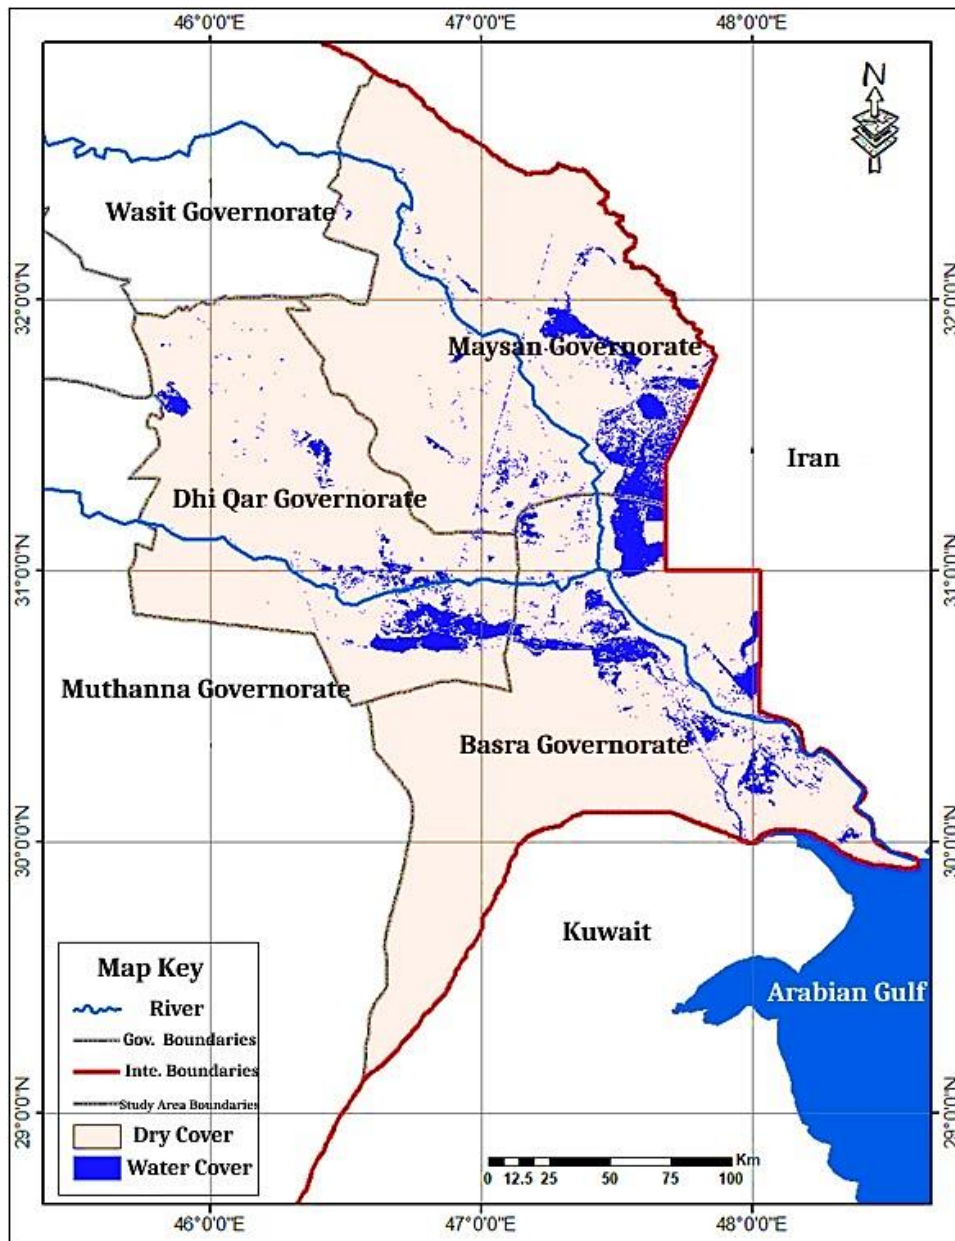 46°0'0"E
47°0'0"E
48°0'0"E
N
Wasit Governorate
32°0'0"N
32°0'0"N
Maysan Governorate
Iran
Dhi Qar Governorate
31°0'0"N
31°0'0"N
Muthanna Governorate
Basra Governorate
30°0'0"N
30°0'0"N
Kuwait
Arabian Gulf
Map Key
River
Gov. Boundaries
Inte. Boundaries
Study Area Boundaries
Dry Cover
Water Cover
29°0'0"N
29°0'0"N
Km
0 12.5 25 50 75 100
46°0'0"E
47°0'0"E
48°0'0"E